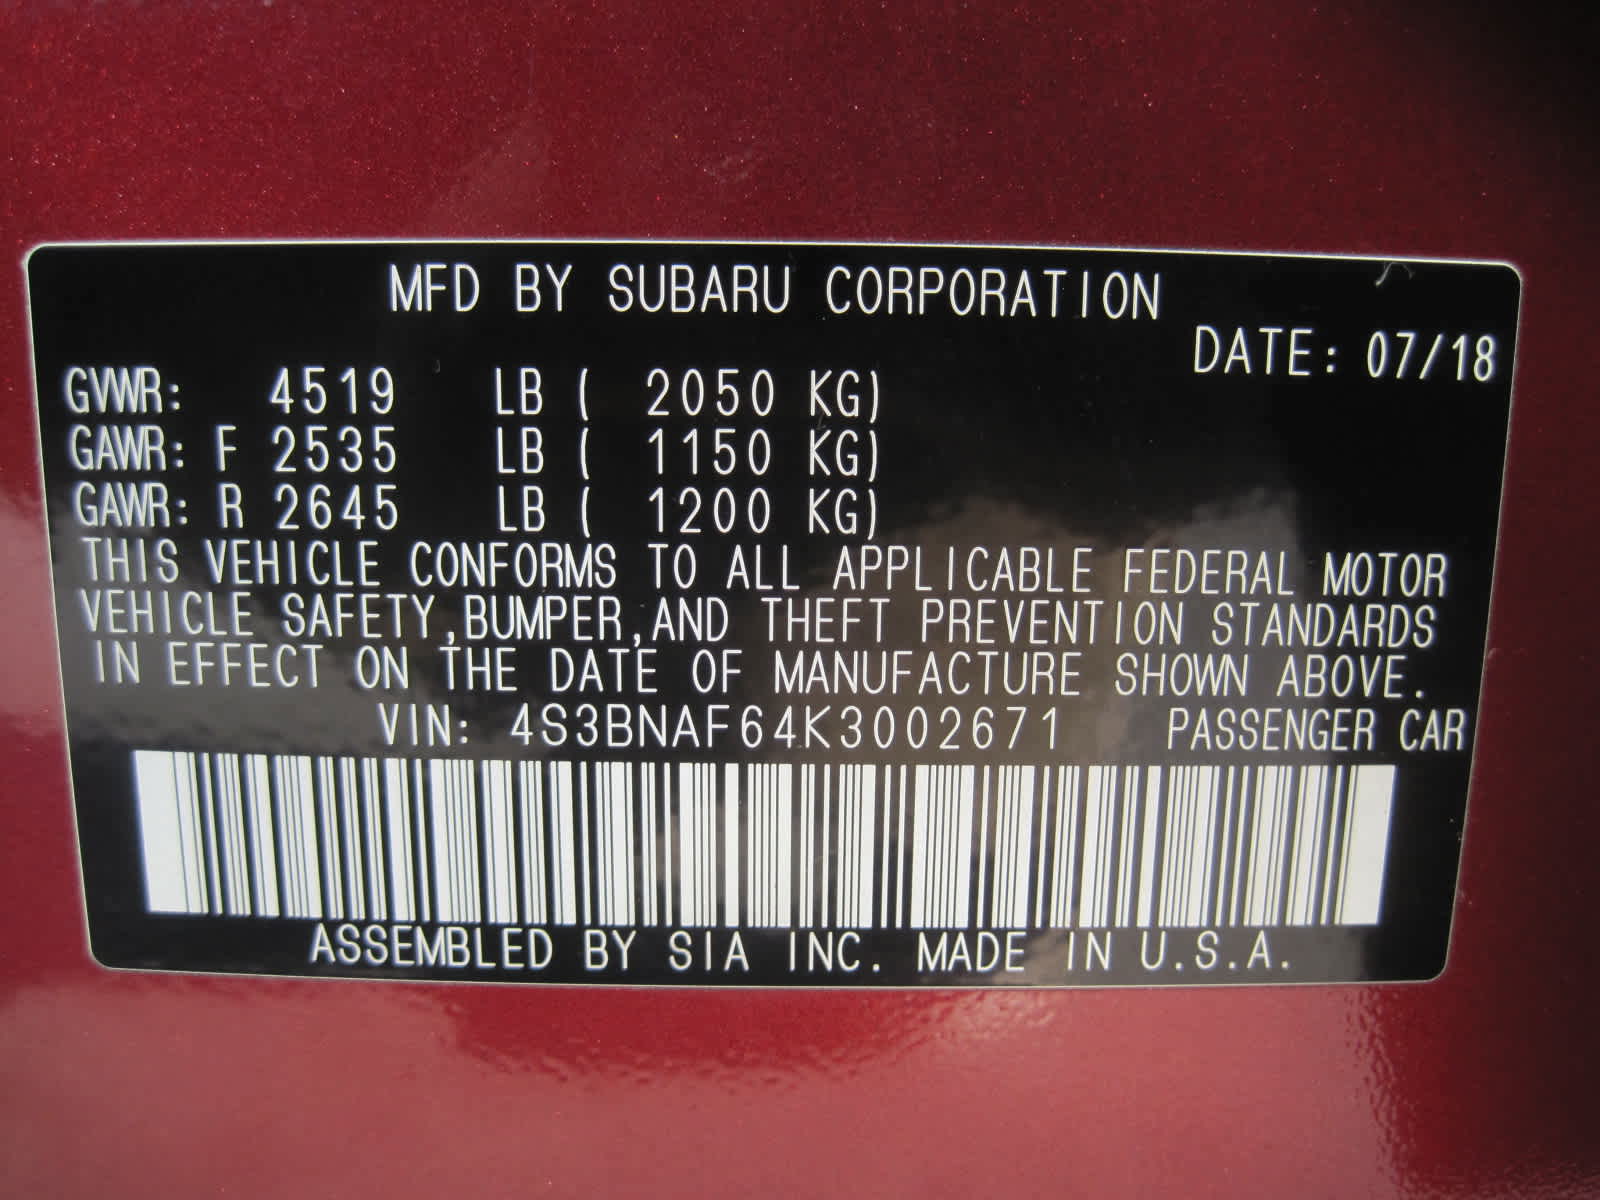 MFD BY SUBARU CORPORATION
DATE: 07/18
GVWR: 4519 LB ( 2050 KG)
GAWR: F 2535 LB ( 1150 KG)
GAWR: R 2645 LB ( 1200 KG)
THIS VEHICLE CONFORMS TO ALL APPLICABLE FEDERAL MOTOR
VEHICLE SAFETY,BUMPER,AND THEFT PREVENTION STANDARDS
IN EFFECT ON THE DATE OF MANUFACTURE SHOWN ABOVE.
VIN: 4S3BNAF64K3002671 PASSENGER CAR
ASSEMBLED BY SIA INC. MADE IN U.S.A.